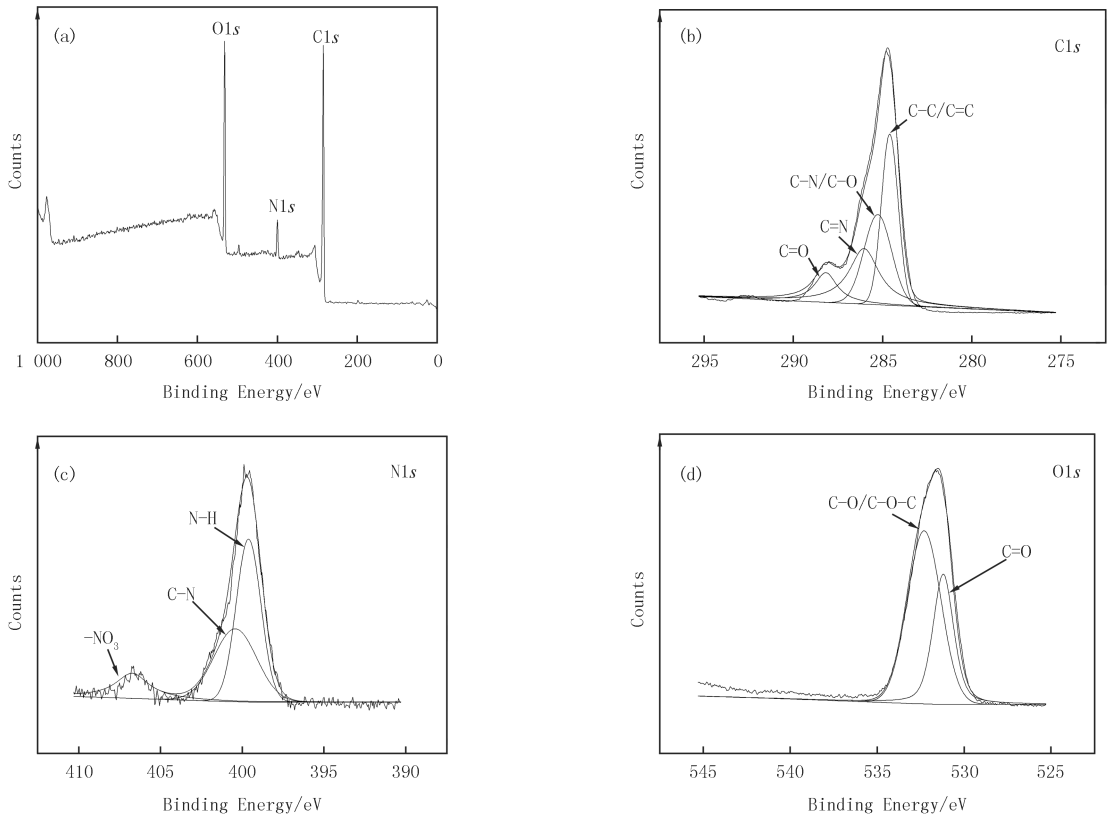 (a)
O1s
C1s
N1s
Counts
1 000 800 600 400 200 0
Binding Energy/eV
(b)
C1s
C-C/C=C
C-N/C-O
C=N
C=O
Counts
295 290 285 280 275
Binding Energy/eV
(c)
N1s
N-H
C-N
-NO3
Counts
410 405 400 395 390
Binding Energy/eV
(d)
O1s
C-O/C-O-C
C=O
Counts
545 540 535 530 525
Binding Energy/eV